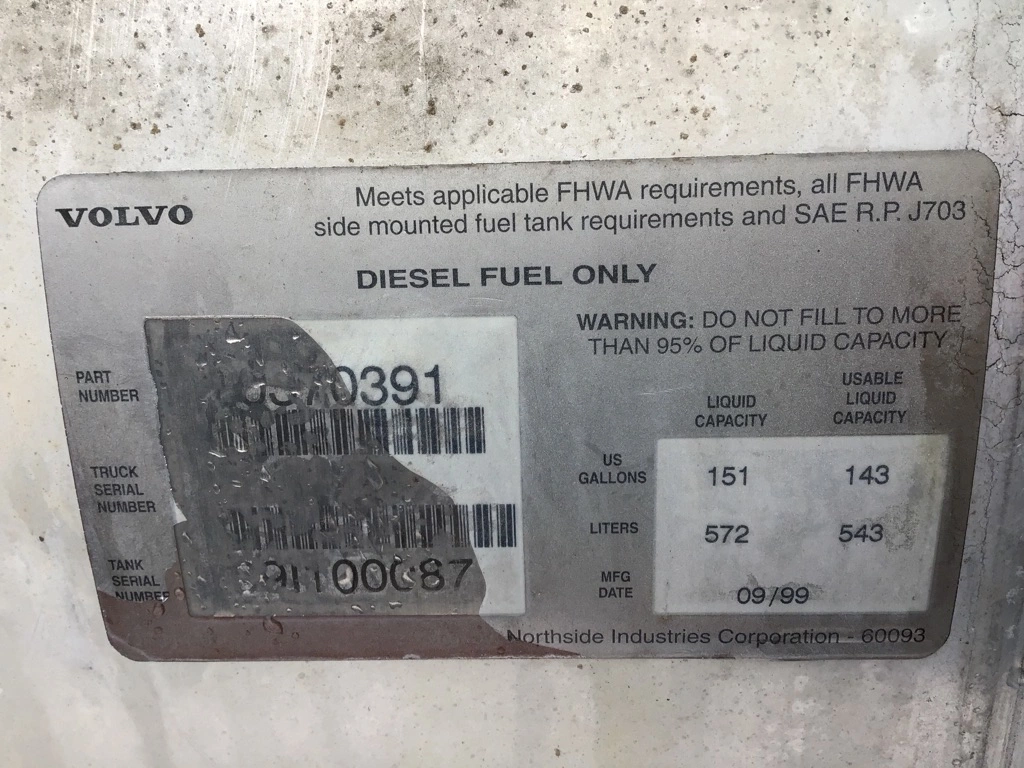 VOLVO
Meets applicable FHWA requirements, all FHWA
side mounted fuel tank requirements and SAE R.P. J703
DIESEL FUEL ONLY
WARNING: DO NOT FILL TO MORE
THAN 95% OF LIQUID CAPACITY
PART
NUMBER
TRUCK
SERIAL
NUMBER
TANK
SERIAL
NUMBER
LIQUID
CAPACITY
USABLE
LIQUID
CAPACITY
US
GALLONS
151 143
LITERS
572 543
MFG
DATE
09/99
Northside Industries Corporation - 60093